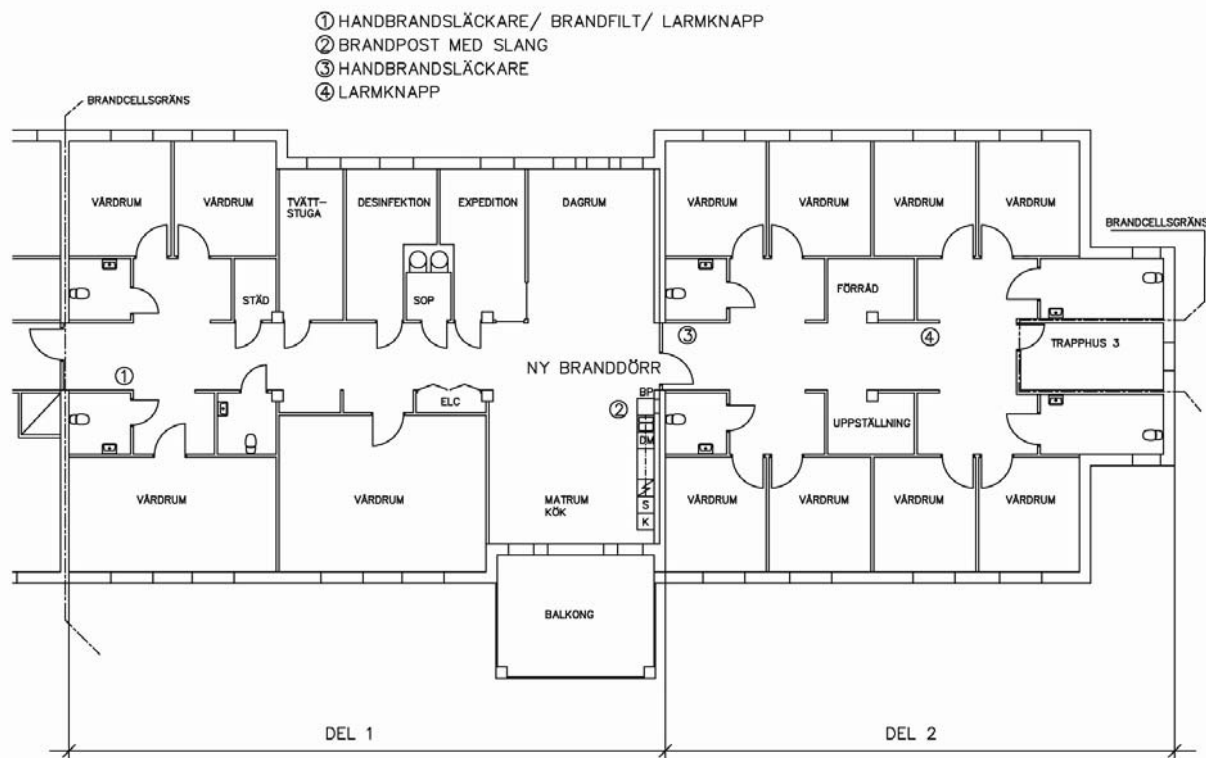 ① HANDBRANDSLÄCKARE/ BRANDFILT/ LARMKNAPP
② BRANDPOST MED SLANG
③ HANDBRANDSLÄCKARE
④ LARMKNAPP
BRANDCELLSGRÄNS
VÅRDRUM
VÅRDRUM
TVÄTT-
STUGA
DESINFEKTION
EXPEDITION
DAGRUM
VÅRDRUM
VÅRDRUM
VÅRDRUM
VÅRDRUM
BRANDCELLSGRÄNS
STÄD
SOP
FÖRRÅD
③
④
TRAPPHUS 3
①
NY BRANDDÖRR
ELC
BP
②
DM
UPPSTÄLLNING
VÅRDRUM
VÅRDRUM
MATRUM
KÖK
S
K
VÅRDRUM
VÅRDRUM
VÅRDRUM
VÅRDRUM
BALKONG
DEL 1
DEL 2